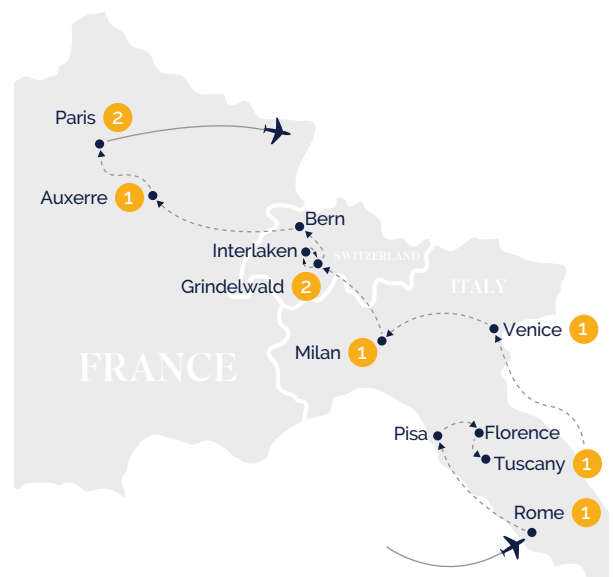 Paris 2
Auxerre 1
Bern
Interlaken
SWITZERLAND
Grindelwald 2
ITALY
Venice 1
Milan 1
FRANCE
Pisa
Florence
Tuscany 1
Rome 1